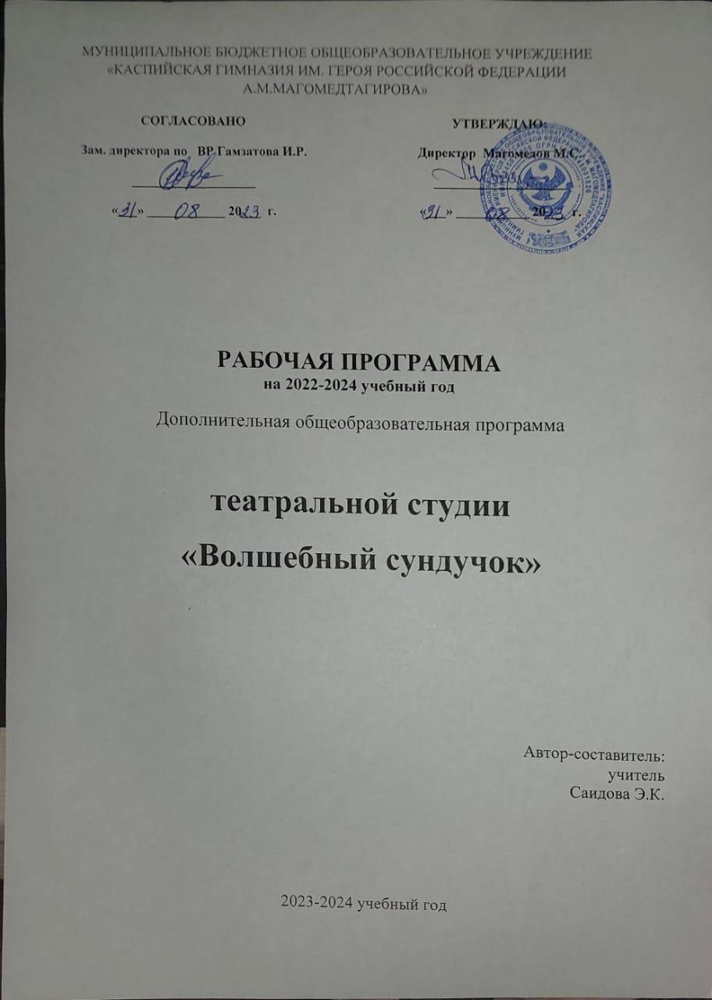 МУНИЦИПАЛЬНОЕ БЮДЖЕТНОЕ ОБЩЕОБРАЗОВАТЕЛЬНОЕ УЧРЕЖДЕНИЕ
«КАСПИЙСКАЯ ГИМНАЗИЯ ИМ. ГЕРОЯ РОССИЙСКОЙ ФЕДЕРАЦИИ
А.М.МАГОМЕДТАГИРОВА»
СОГЛАСОВАНО
Зам. директора по ВР Гамзатова И.Р.
«31» 08 2023 г.
УТВЕРЖДАЮ:
Директор Магомедов М.С.
«31» 08 2023 г.
РАБОЧАЯ ПРОГРАММА
на 2022-2024 учебный год
Дополнительная общеобразовательная программа
театральной студии
«Волшебный сундучок»
Автор-составитель:
учитель
Саидова Э.К.
2023-2024 учебный год